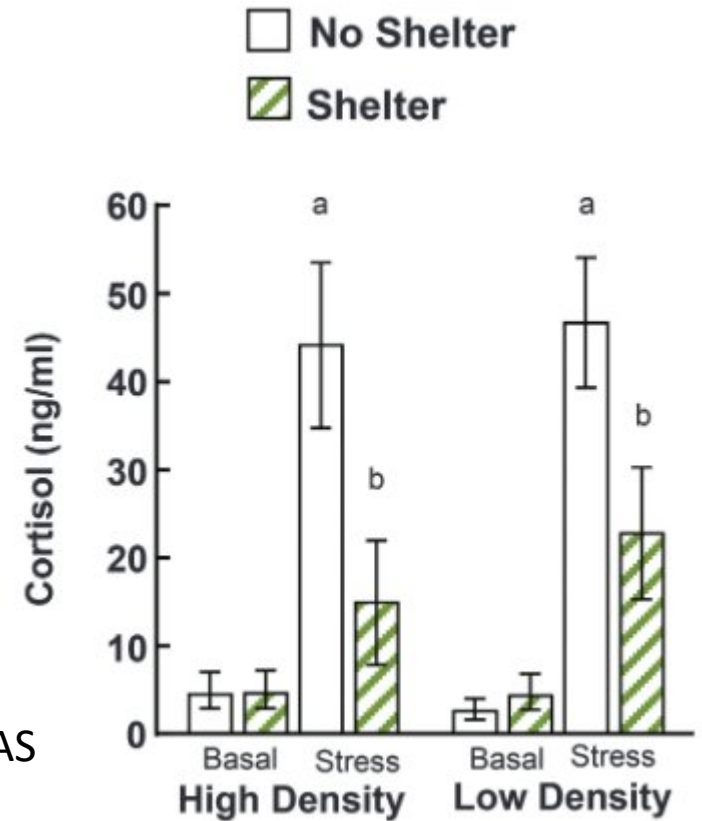 No Shelter
Shelter
Cortisol (ng/ml)
60
50
40
30
20
10
0
a
b
a
b
AS
Basal Stress Basal Stress
High Density Low Density